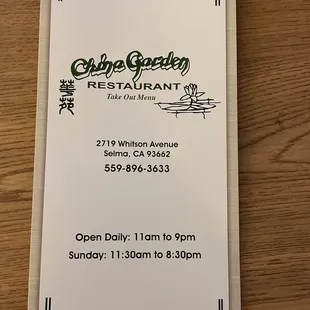 China Garden
RESTAURANT
Take Out Menu
2719 Whitson Avenue
Selma, CA 93662
559-896-3633
Open Daily: 11am to 9pm
Sunday: 11:30am to 8:30pm